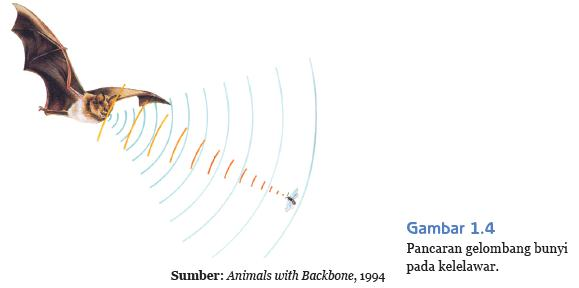 Gambar 1.4
Pancaran gelombang bunyi
pada kelelawar.
Sumber: Animals with Backbone, 1994